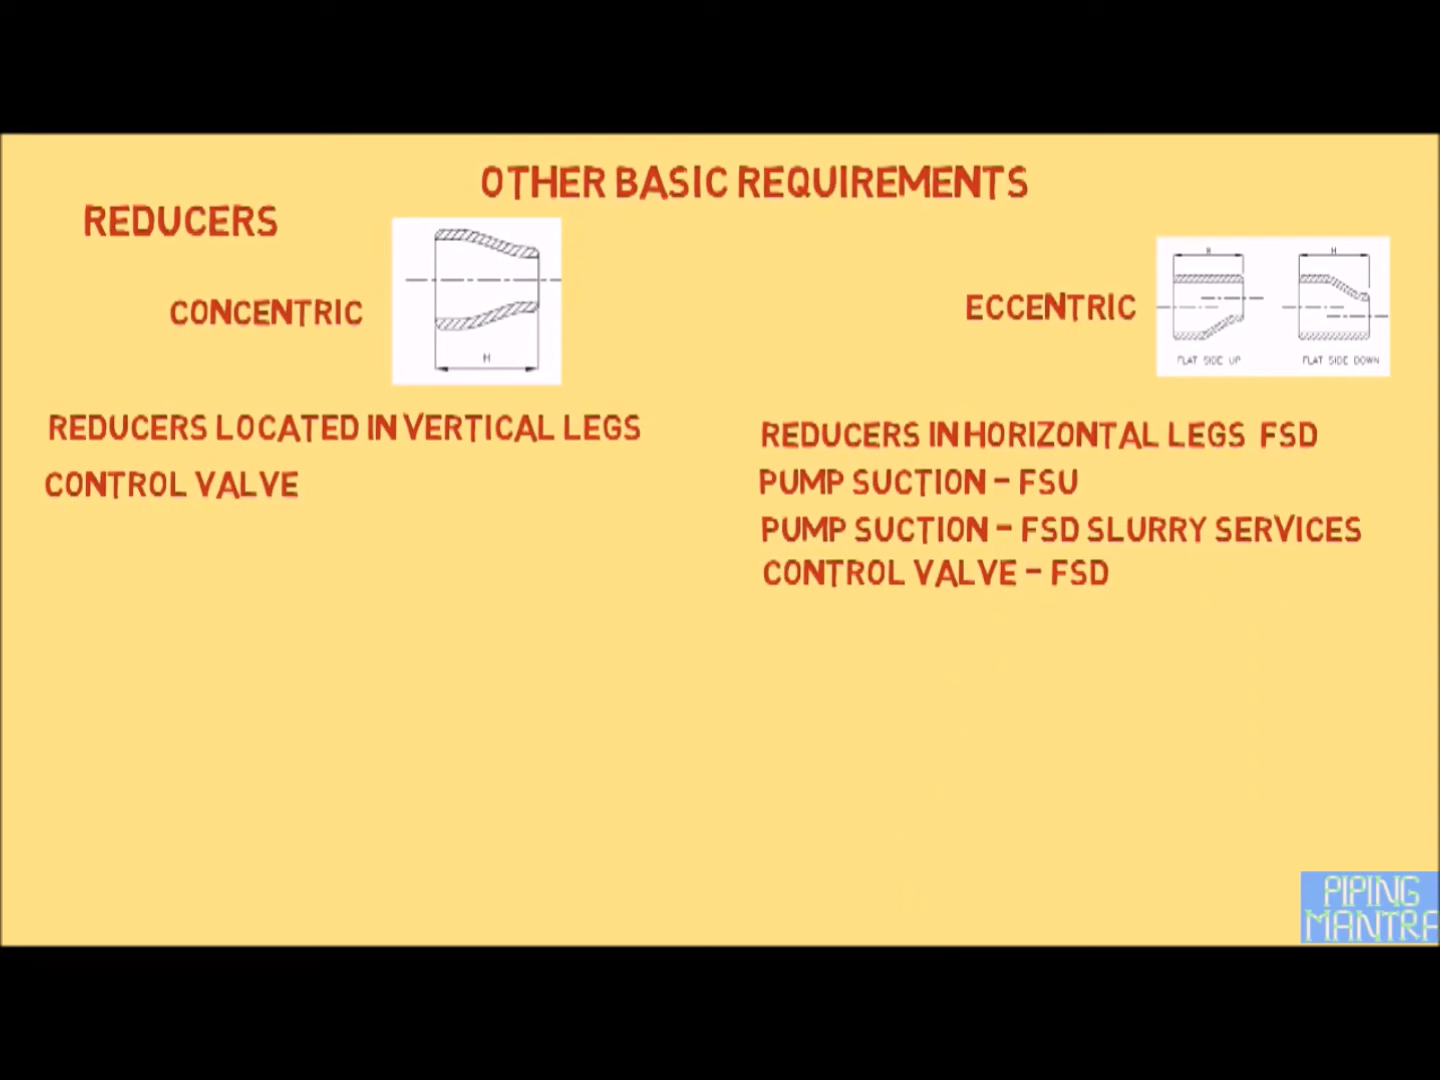 OTHER BASIC REQUIREMENTS
REDUCERS
CONCENTRIC
H
ECCENTRIC
H
H
FLAT SIDE UP
FLAT SIDE DOWN
REDUCERS LOCATED IN VERTICAL LEGS
CONTROL VALVE
REDUCERS IN HORIZONTAL LEGS FSD
PUMP SUCTION - FSU
PUMP SUCTION - FSD SLURRY SERVICES
CONTROL VALVE - FSD
PIPING
MANTRA